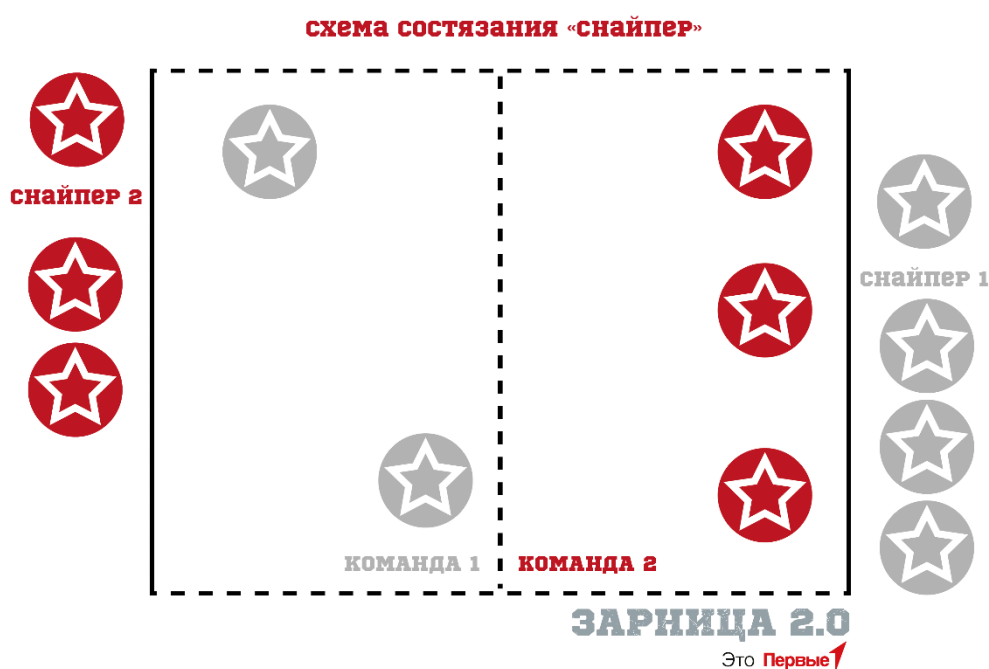 СХЕМА СОСТЯЗАНИЯ «СНАЙПЕР»
СНАЙПЕР 2
СНАЙПЕР 1
КОМАНДА 1
КОМАНДА 2
ЗАРНИЦА 2.0
Это Первые